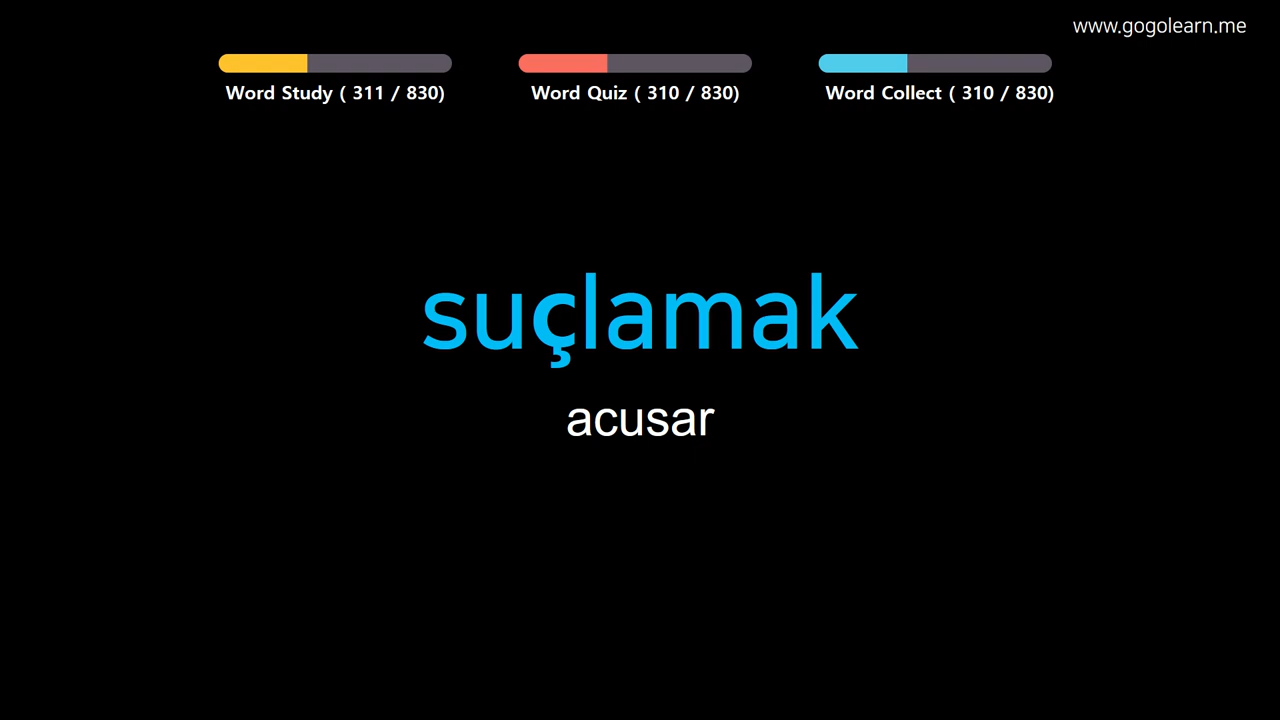 www.gogolearn.me
Word Study ( 311 / 830)
Word Quiz ( 310 / 830)
Word Collect ( 310 / 830)
suçlamak
acusar